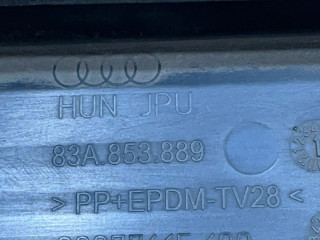 HUN JPU
83A.853.889
> PP+EPDM-TV28 <